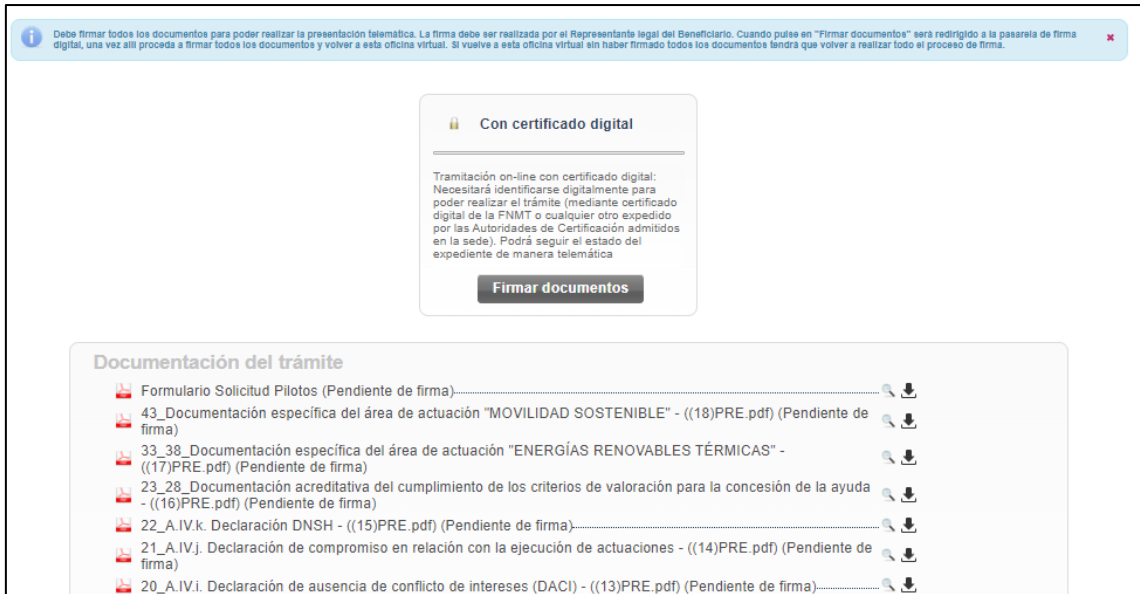 Debe firmar todos los documentos para poder realizar la presentación telemática. La firma debe ser realizada por el Representante legal del Beneficiario. Cuando pulse en "Firmar documentos" será redirigido a la pasarela de firma
digital, una vez allí proceda a firmar todos los documentos y volver a esta oficina virtual. Si vuelve a esta oficina virtual sin haber firmado todos los documentos tendrá que volver a realizar todo el proceso de firma.
Con certificado digital
Tramitación on-line con certificado digital:
Necesitará identificarse digitalmente para
poder realizar el trámite (mediante certificado
digital de la FNMT o cualquier otro expedido
por las Autoridades de Certificación admitidos
en la sede). Podrá seguir el estado del
expediente de manera telemática
Firmar documentos
Documentación del trámite
Formulario Solicitud Pilotos (Pendiente de firma)
43_Documentación específica del área de actuación "MOVILIDAD SOSTENIBLE" - ((18)PRE.pdf) (Pendiente de
firma)
33_38_Documentación específica del área de actuación "ENERGÍAS RENOVABLES TÉRMICAS" -
((17)PRE.pdf) (Pendiente de firma)
23_28_Documentación acreditativa del cumplimiento de los criterios de valoración para la concesión de la ayuda
- ((16)PRE.pdf) (Pendiente de firma)
22_A.IV.k. Declaración DNSH - ((15)PRE.pdf) (Pendiente de firma)
21_A.IV.j. Declaración de compromiso en relación con la ejecución de actuaciones - ((14)PRE.pdf) (Pendiente de
firma)
20_A.IV.i. Declaración de ausencia de conflicto de intereses (DACI) - ((13)PRE.pdf) (Pendiente de firma)